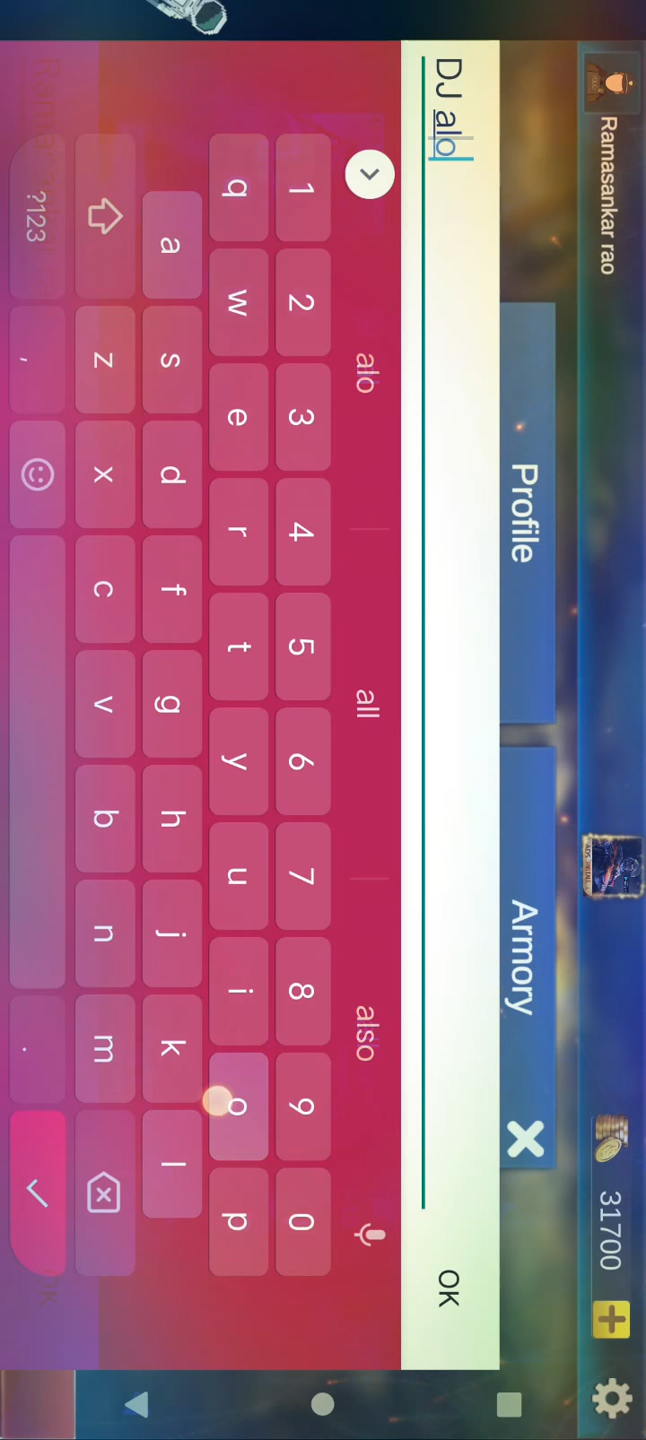 Ramasankar rao
31700
Profile
Armory
DJ alo
OK
alo
all
also
1 2 3 4 5 6 7 8 9 0
q w e r t y u i o p
a s d f g h j k l
z x c v b n m
?123 , .